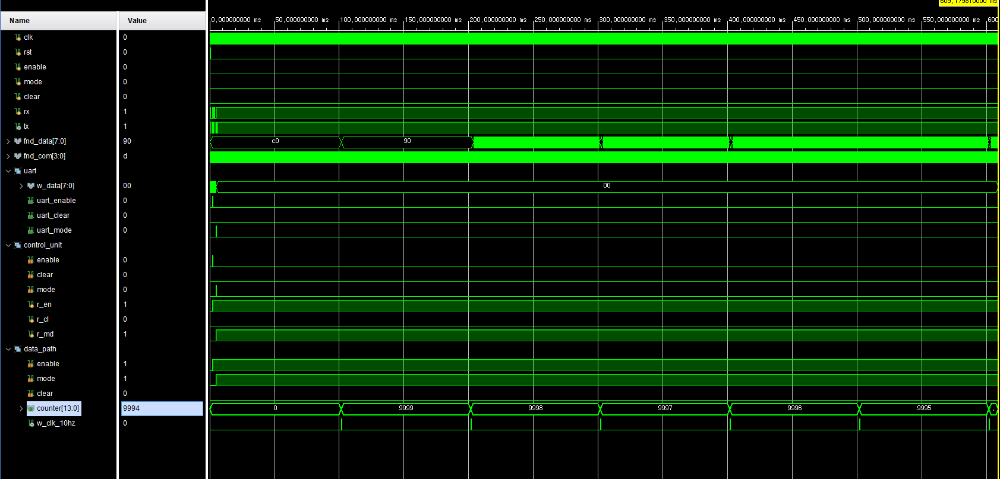 609,179810000 ms
Name Value
0,000000000 ms 50,000000000 ms 100,000000000 ms 150,000000000 ms 200,000000000 ms 250,000000000 ms 300,000000000 ms 350,000000000 ms 400,000000000 ms 450,000000000 ms 500,000000000 ms 550,000000000 ms 600
clk 0
rst 0
enable 0
mode 0
clear 0
rx 1
tx 1
fnd_data[7:0] 90 c0 90
fnd_com[3:0] d
uart
w_data[7:0] 00 00
uart_enable 0
uart_clear 0
uart_mode 0
control_unit
enable 0
clear 0
mode 0
r_en 1
r_cl 0
r_md 1
data_path
enable 1
mode 1
clear 0
counter[13:0] 9994 0 9999 9998 9997 9996 9995 .
w_clk_10hz 0